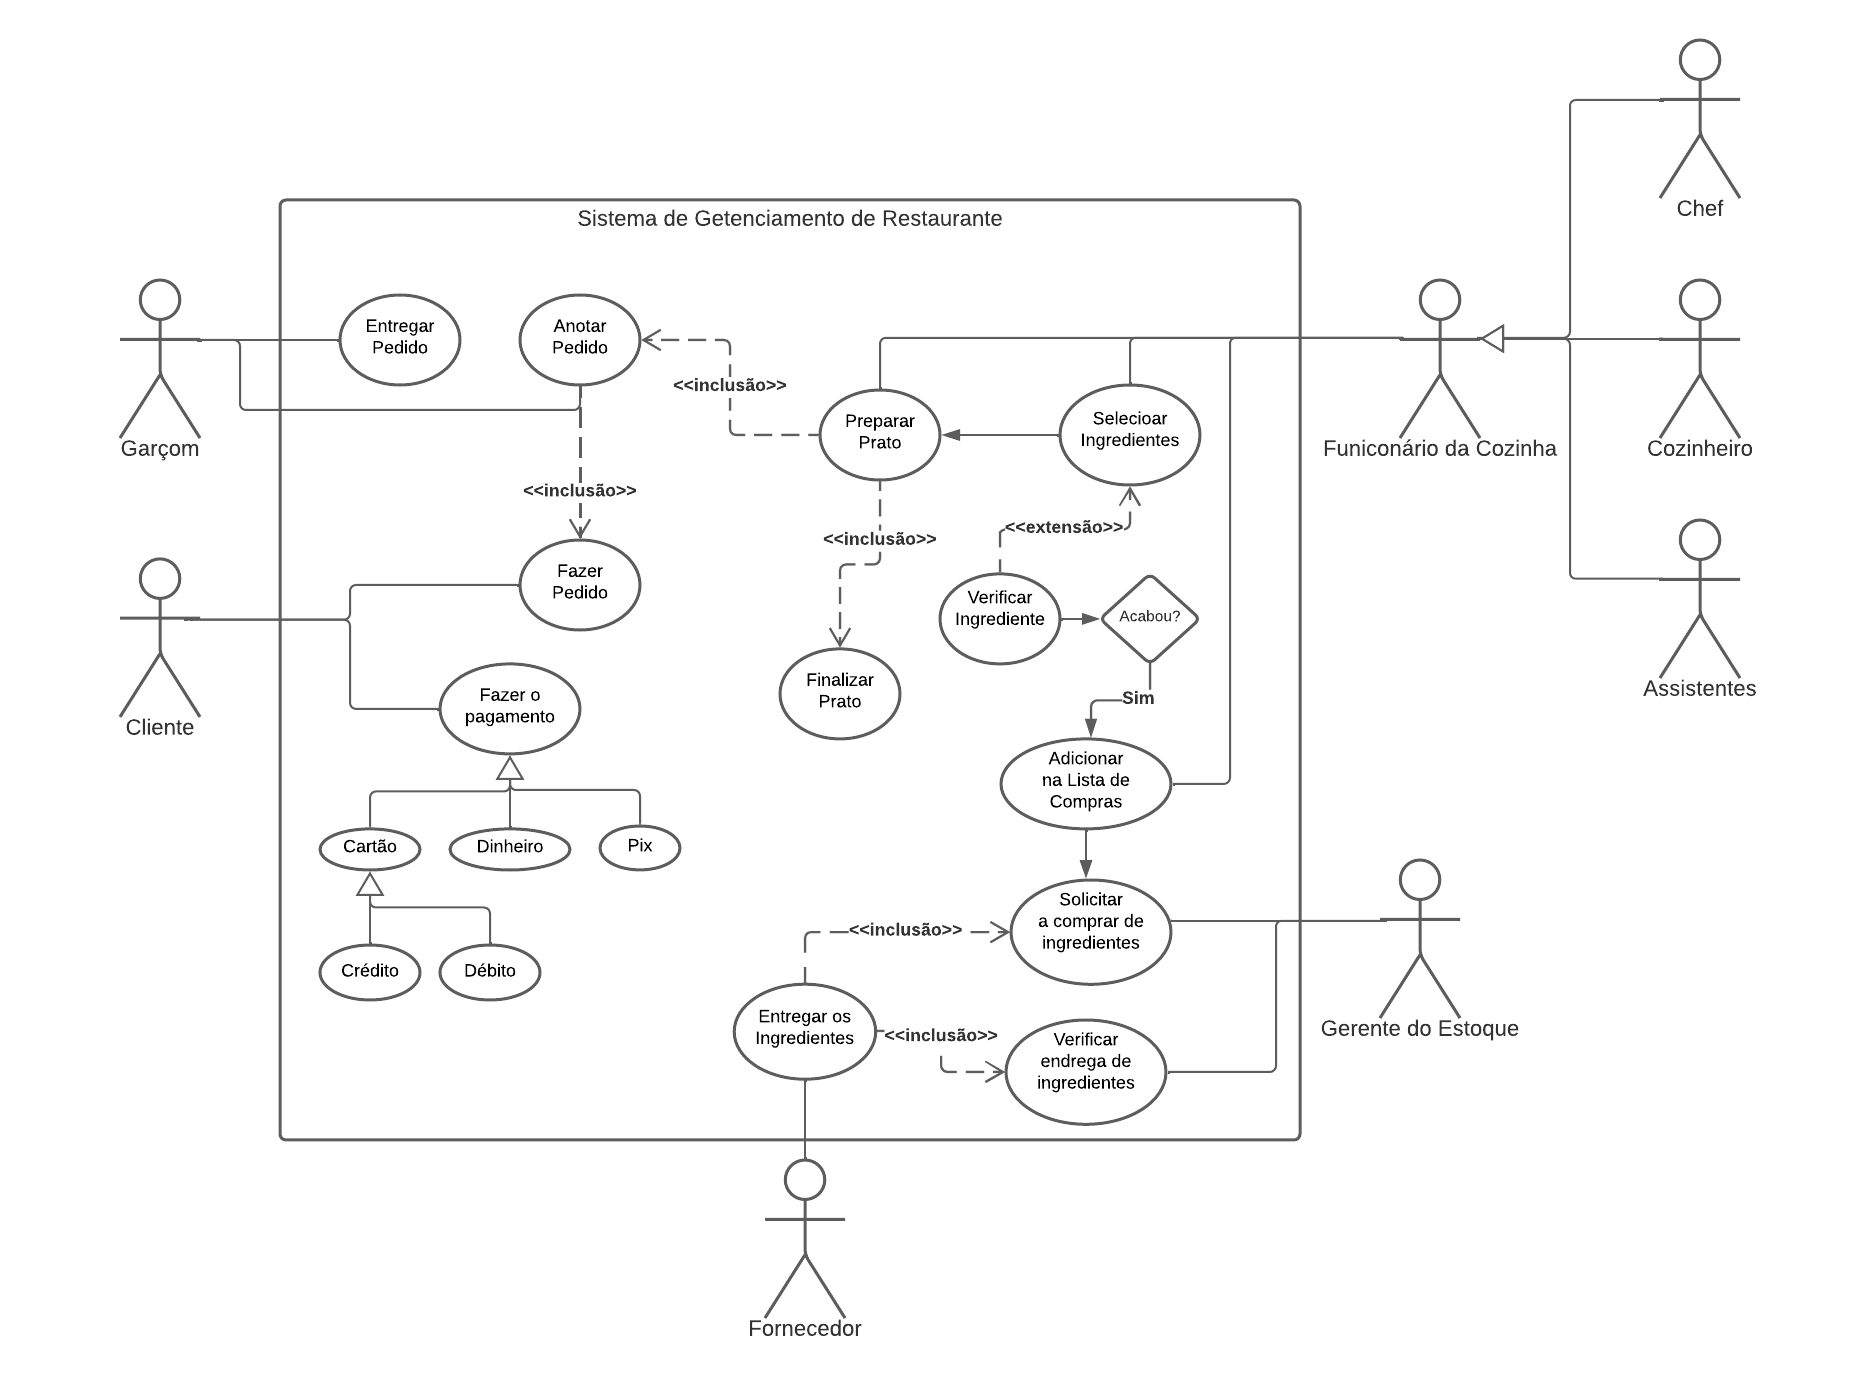 Chef
Sistema de Getenciamento de Restaurante
Entregar
Pedido
Anotar
Pedido
<<inclusão>>
Preparar
Prato
Selecioar
Ingredientes
Garçom
Funiconário da Cozinha
Cozinheiro
<<inclusão>>
<<inclusão>>
<<extensão>>
Fazer
Pedido
Verificar
Ingrediente
Acabou?
Sim
Finalizar
Prato
Assistentes
Cliente
Fazer o
pagamento
Adicionar
na Lista de
Compras
Cartão
Dinheiro
Pix
Crédito
Débito
Solicitar
a comprar de
ingredientes
<<inclusão>>
Entregar os
Ingredientes
<<inclusão>>
Verificar
endrega de
ingredientes
Gerente do Estoque
Fornecedor